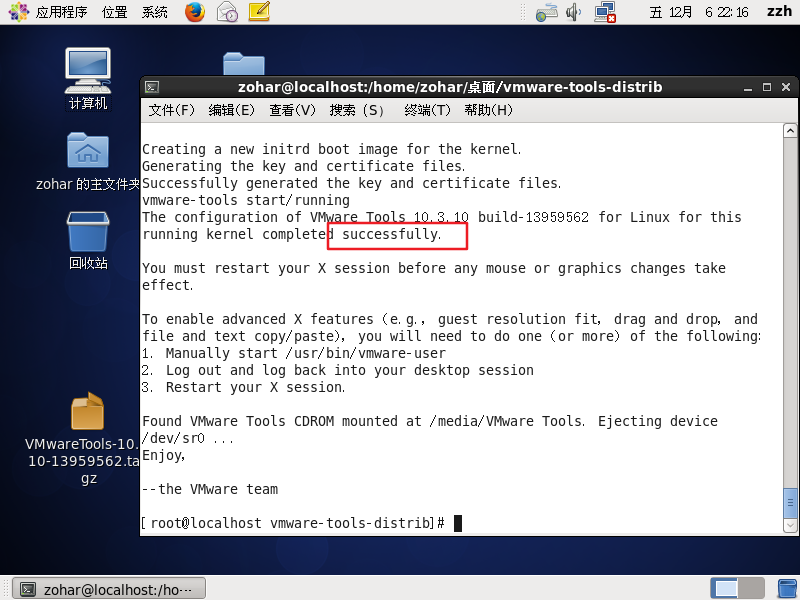 应用程序 位置 系统 五 12月 6 22:16 zzh
计算机
zohar 的主文件夹
回收站
VMwareTools-10.
10-13959562.ta
gz
zohar@localhost:/home/zohar/桌面/vmware-tools-distrib
文件(F) 编辑(E) 查看(V) 搜索 (S) 终端(T) 帮助(H)
Creating a new initrd boot image for the kernel.
Generating the key and certificate files.
Successfully generated the key and certificate files.
vmware-tools start/running
The configuration of VMware Tools 10.3.10 build-13959562 for Linux for this
running kernel completed successfully.
You must restart your X session before any mouse or graphics changes take
effect.
To enable advanced X features (e.g., guest resolution fit, drag and drop, and
file and text copy/paste), you will need to do one (or more) of the following:
1. Manually start /usr/bin/vmware-user
2. Log out and log back into your desktop session
3. Restart your X session.
Found VMware Tools CDROM mounted at /media/VMware Tools. Ejecting device
/dev/sr0 ...
Enjoy,
--the VMware team
[root@localhost vmware-tools-distrib]#
zohar@localhost:/ho···